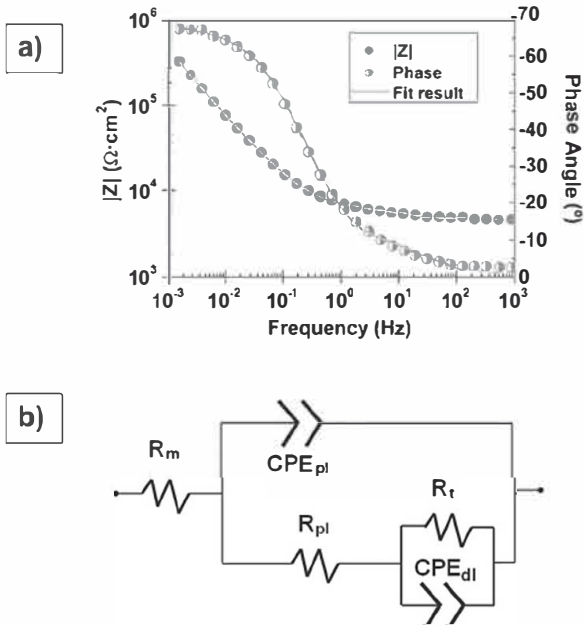 a)
10⁶
10⁵
10⁴
10³
|Z| (Ω·cm²)
|Z|
Phase
Fit result
-70
-60
-50
-40
-30
-20
-10
0
Phase Angle (º)
10⁻³ 10⁻² 10⁻¹ 10⁰ 10¹ 10² 10³
Frequency (Hz)
b)
Rm
CPEpl
Rpl
Rt
CPEdl